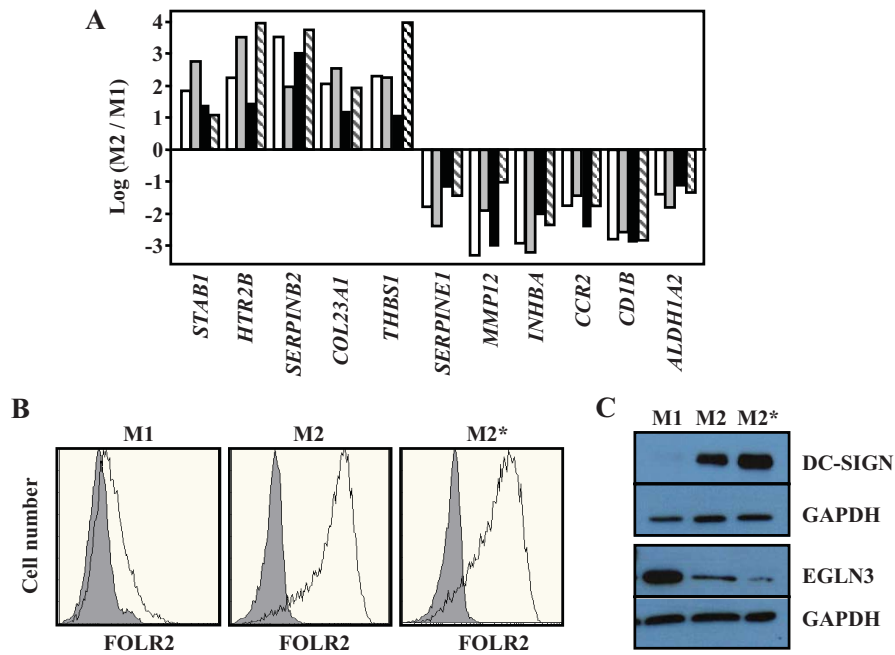 A
Log (M2 / M1)
4
3
2
1
0
-1
-2
-3
STAB1
HTR2B
SERPINB2
COL23A1
THBS1
SERPINE1
MMP12
INHBA
CCR2
CD1B
ALDH1A2
B
Cell number
M1
M2
M2*
FOLR2
FOLR2
FOLR2
C
M1 M2 M2*
DC-SIGN
GAPDH
EGLN3
GAPDH